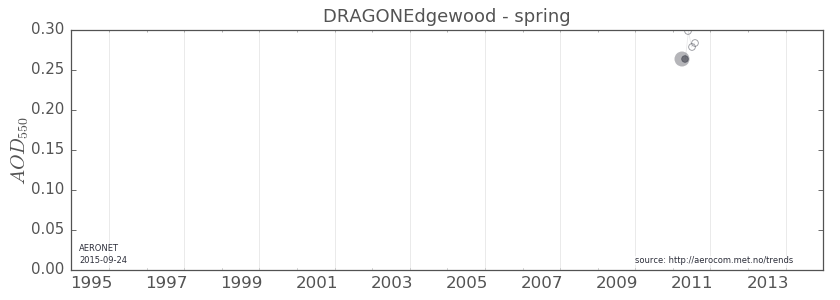 DRAGONEdgewood - spring
0.30
0.25
0.20
0.15
0.10
0.05
0.00
AOD550
AERONET
2015-09-24
source: http://aerocom.met.no/trends
1995 1997 1999 2001 2003 2005 2007 2009 2011 2013